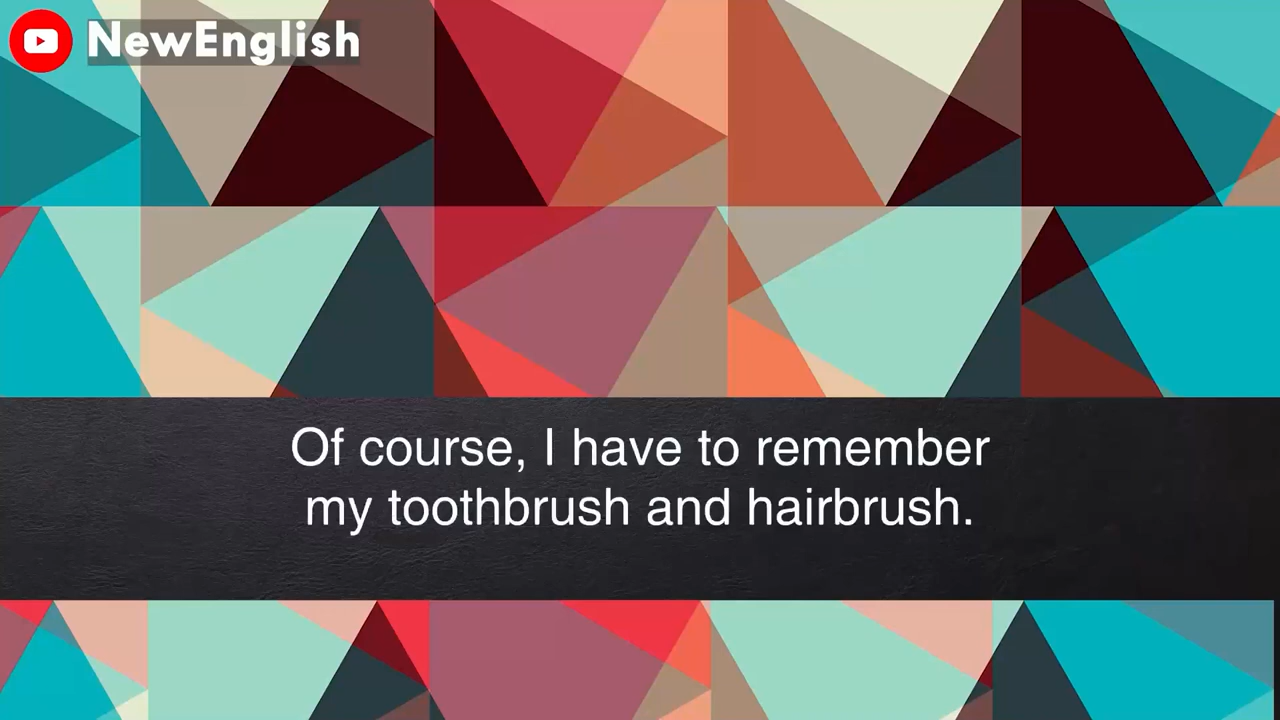 NewEnglish
Of course, I have to remember
my toothbrush and hairbrush.